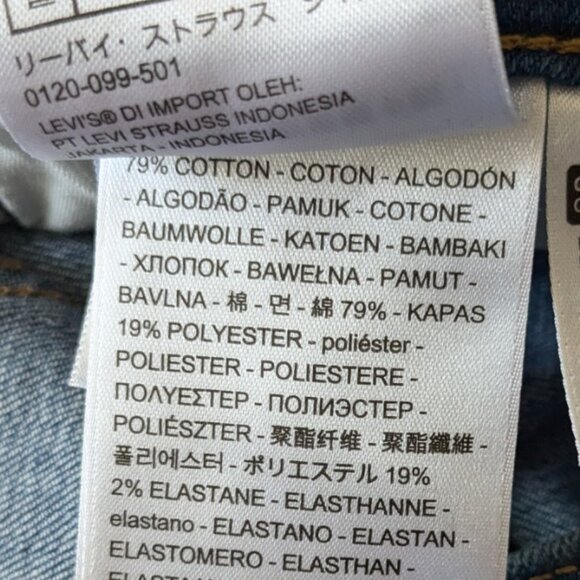 リーバイ・ストラウス
0120-099-501
LEVI'S® DI IMPORT OLEH:
PT LEVI STRAUSS INDONESIA
JAKARTA - INDONESIA
79% COTTON - COTON - ALGODÓN
- ALGODÃO - PAMUK - COTONE -
BAUMWOLLE - KATOEN - BAMBAKI
- ХЛОПОК - BAWEŁNA - PAMUT -
BAVLNA - 棉 - 면 - 綿 79% - KAPAS
19% POLYESTER - poliéster -
POLIESTER - POLIESTERE -
ΠΟΛΥΕΣΤΕΡ - ПОЛИЭСТЕР -
POLIÉSZTER - 聚酯纤维 - 聚酯纖維 -
폴리에스터 - ポリエステル 19%
2% ELASTANE - ELASTHANNE -
elastano - ELASTANO - ELASTAN -
ELASTOMERO - ELASTHAN -